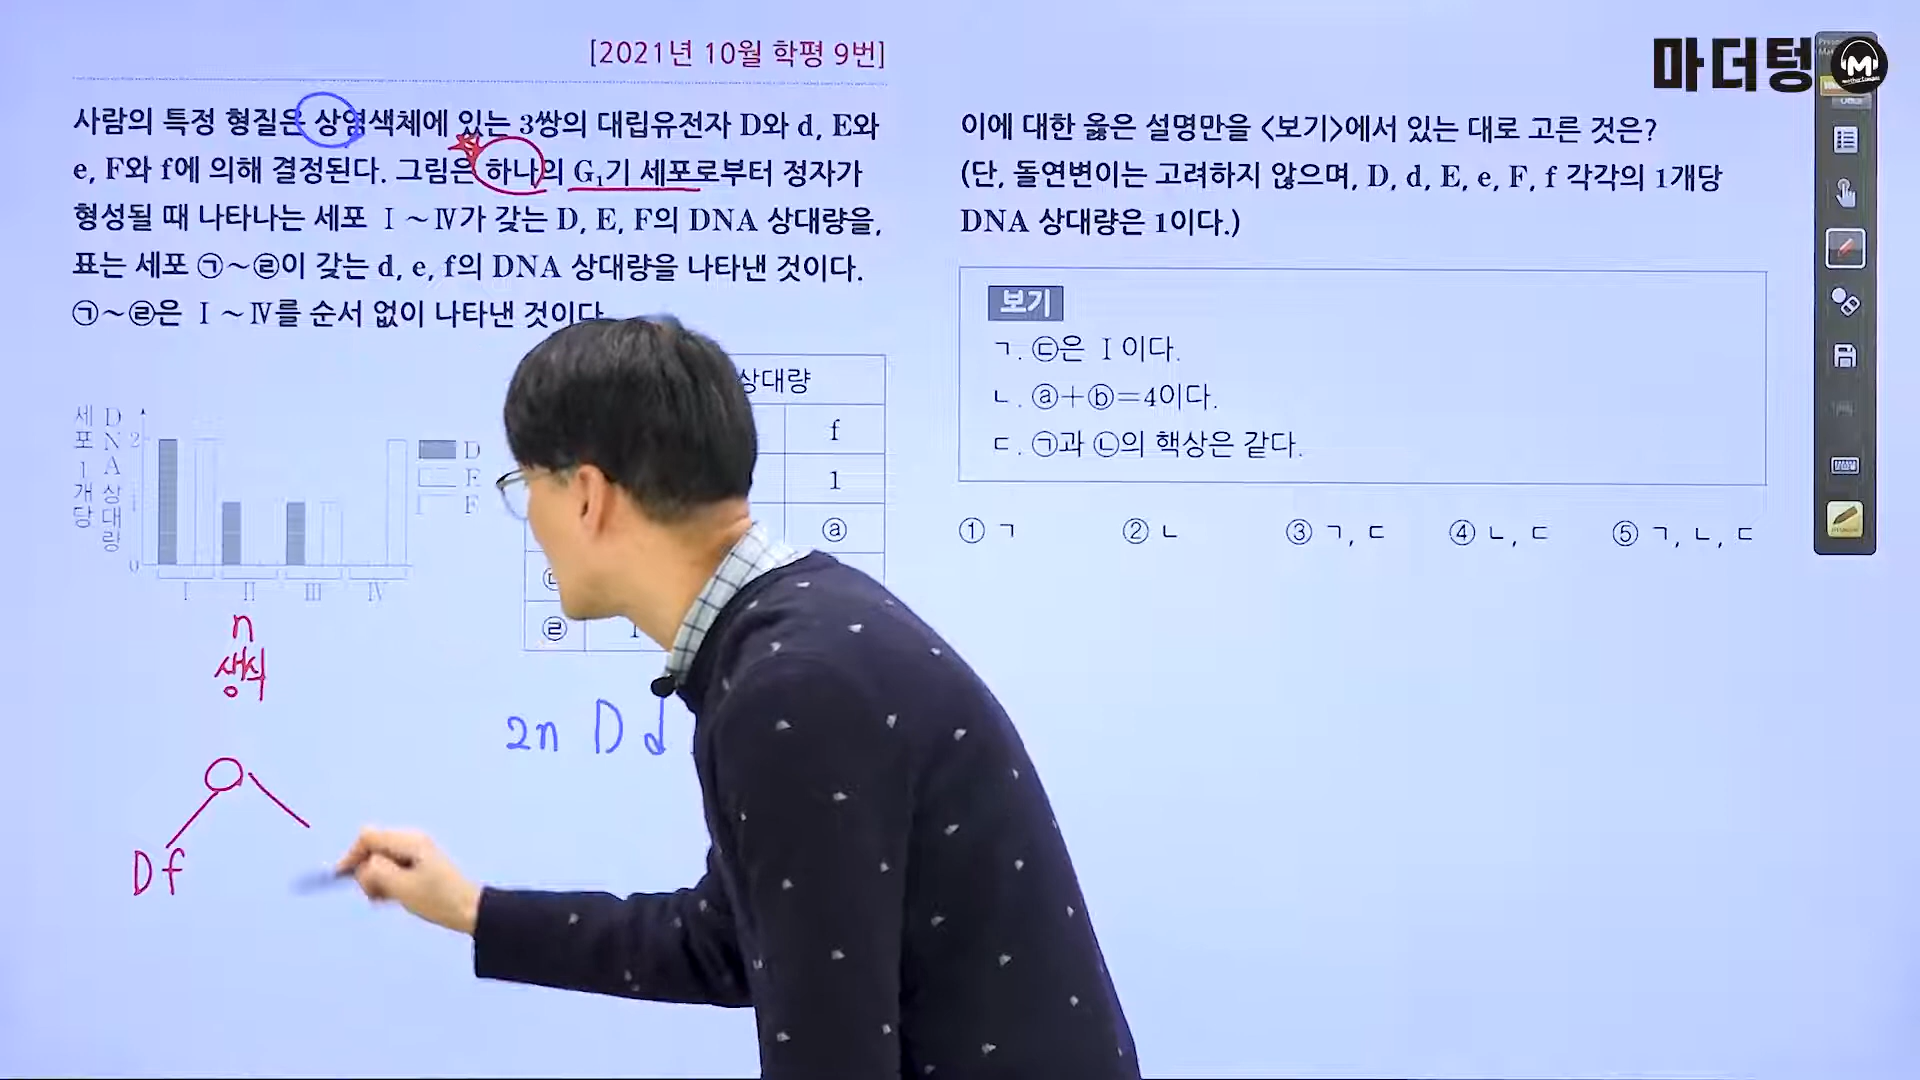 [2021년 10월 학평 9번]
마더텅
사람의 특정 형질은 상염색체에 있는 3쌍의 대립유전자 D와 d, E와
e, F와 f에 의해 결정된다. 그림은 하나의 G₁기 세포로부터 정자가
형성될 때 나타나는 세포 Ⅰ~Ⅳ가 갖는 D, E, F의 DNA 상대량을,
표는 세포 ㉠~㉣이 갖는 d, e, f의 DNA 상대량을 나타낸 것이다.
㉠~㉣은 Ⅰ~Ⅳ를 순서 없이 나타낸 것이다
세포 1개당
DNA 상대량
2
1
0
Ⅰ Ⅱ Ⅲ Ⅳ
D
E
F
상대량
f
1
ⓐ
㉣
n
생식
2n D d
D f
이에 대한 옳은 설명만을 <보기>에서 있는 대로 고른 것은?
(단, 돌연변이는 고려하지 않으며, D, d, E, e, F, f 각각의 1개당
DNA 상대량은 1이다.)
보기
ㄱ. ㉢은 Ⅰ이다.
ㄴ. ⓐ+ⓑ=4이다.
ㄷ. ㉠과 ㉡의 핵상은 같다.
① ㄱ ② ㄴ ③ ㄱ, ㄷ ④ ㄴ, ㄷ ⑤ ㄱ, ㄴ, ㄷ